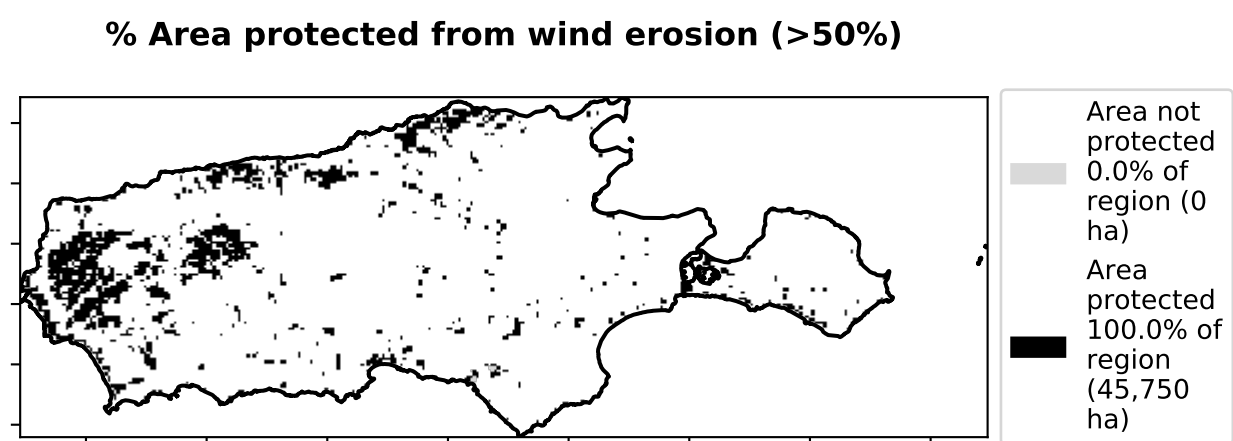 % Area protected from wind erosion (>50%)
Area not
protected
0.0% of
region (0
ha)
Area
protected
100.0% of
region
(45,750
ha)